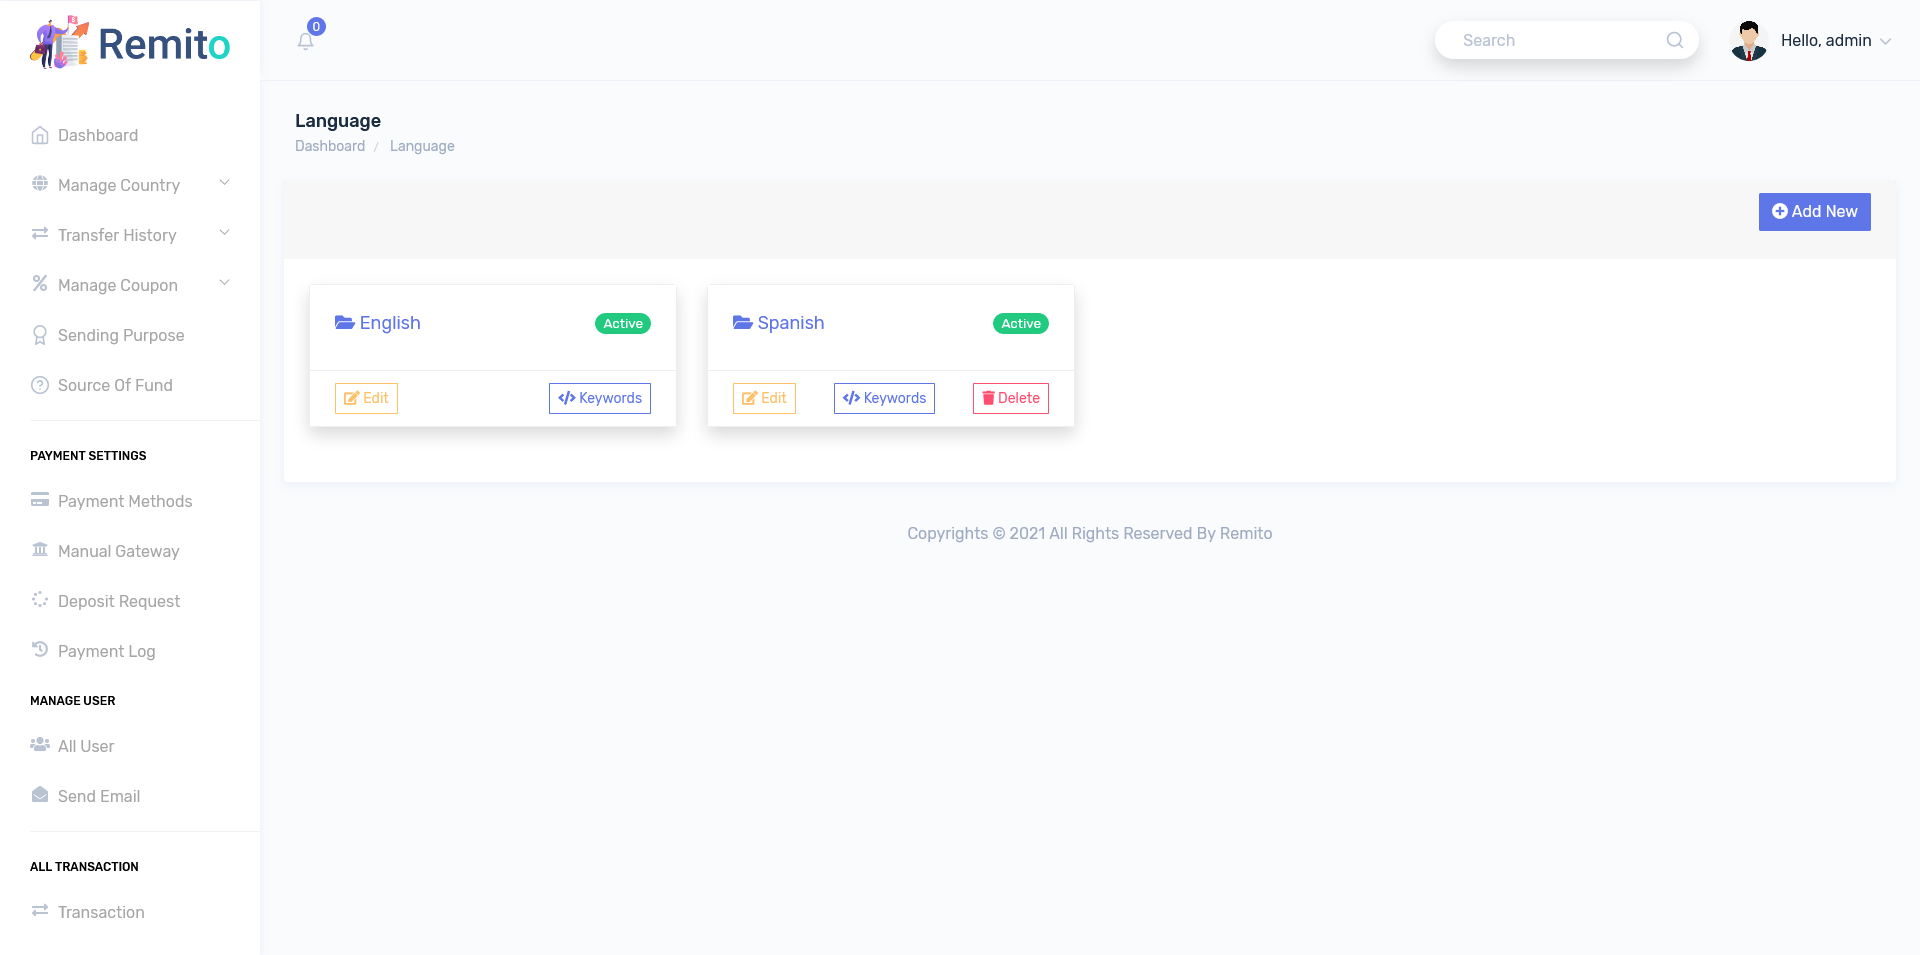 Remito
0
Search
Hello, admin
Dashboard
Manage Country
Transfer History
Manage Coupon
Sending Purpose
Source Of Fund
PAYMENT SETTINGS
Payment Methods
Manual Gateway
Deposit Request
Payment Log
MANAGE USER
All User
Send Email
ALL TRANSACTION
Transaction
Language
Dashboard / Language
Add New
English Active
Edit Keywords
Spanish Active
Edit Keywords Delete
Copyrights © 2021 All Rights Reserved By Remito